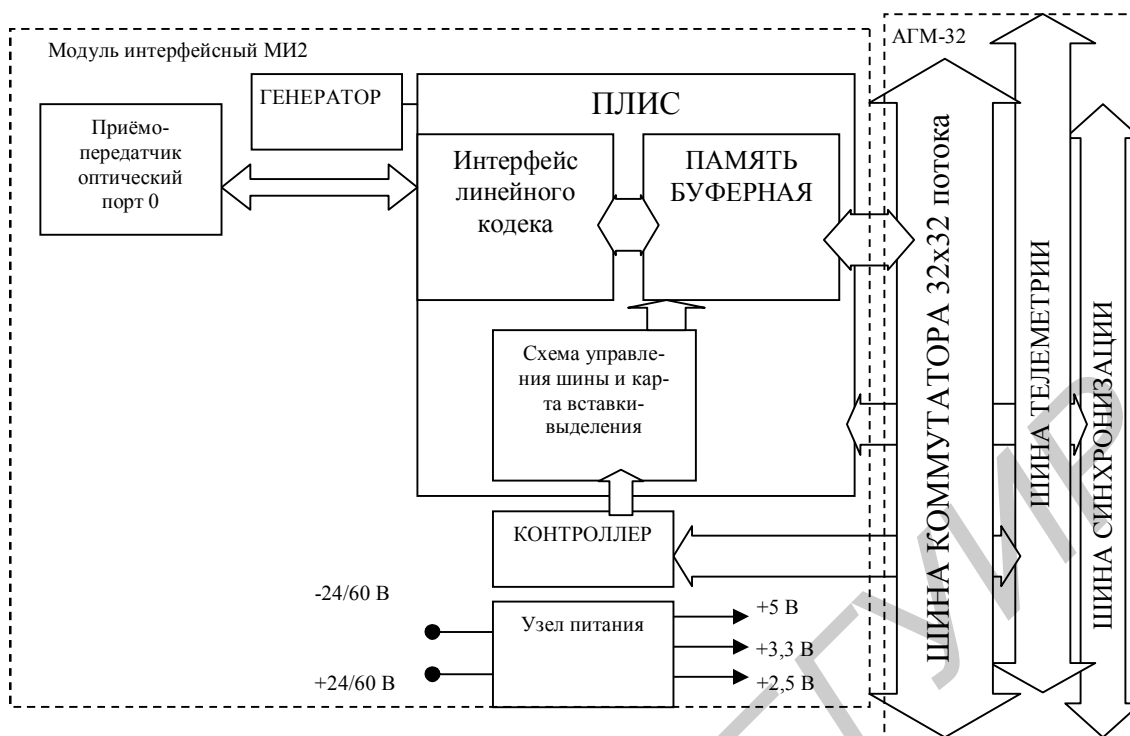 Модуль интерфейсный МИ2
АГМ-32
ГЕНЕРАТОР
ПЛИС
Приёмо-
передатчик
оптический
порт 0
Интерфейс
линейного
кодека
ПАМЯТЬ
БУФЕРНАЯ
Схема управле-
ния шины и кар-
та вставки-
выделения
КОНТРОЛЛЕР
-24/60 В
+24/60 В
Узел питания
+5 В
+3,3 В
+2,5 В
ШИНА КОММУТАТОРА 32х32 потока
ШИНА ТЕЛЕМЕТРИИ
ШИНА СИНХРОНИЗАЦИИ
ГУИР